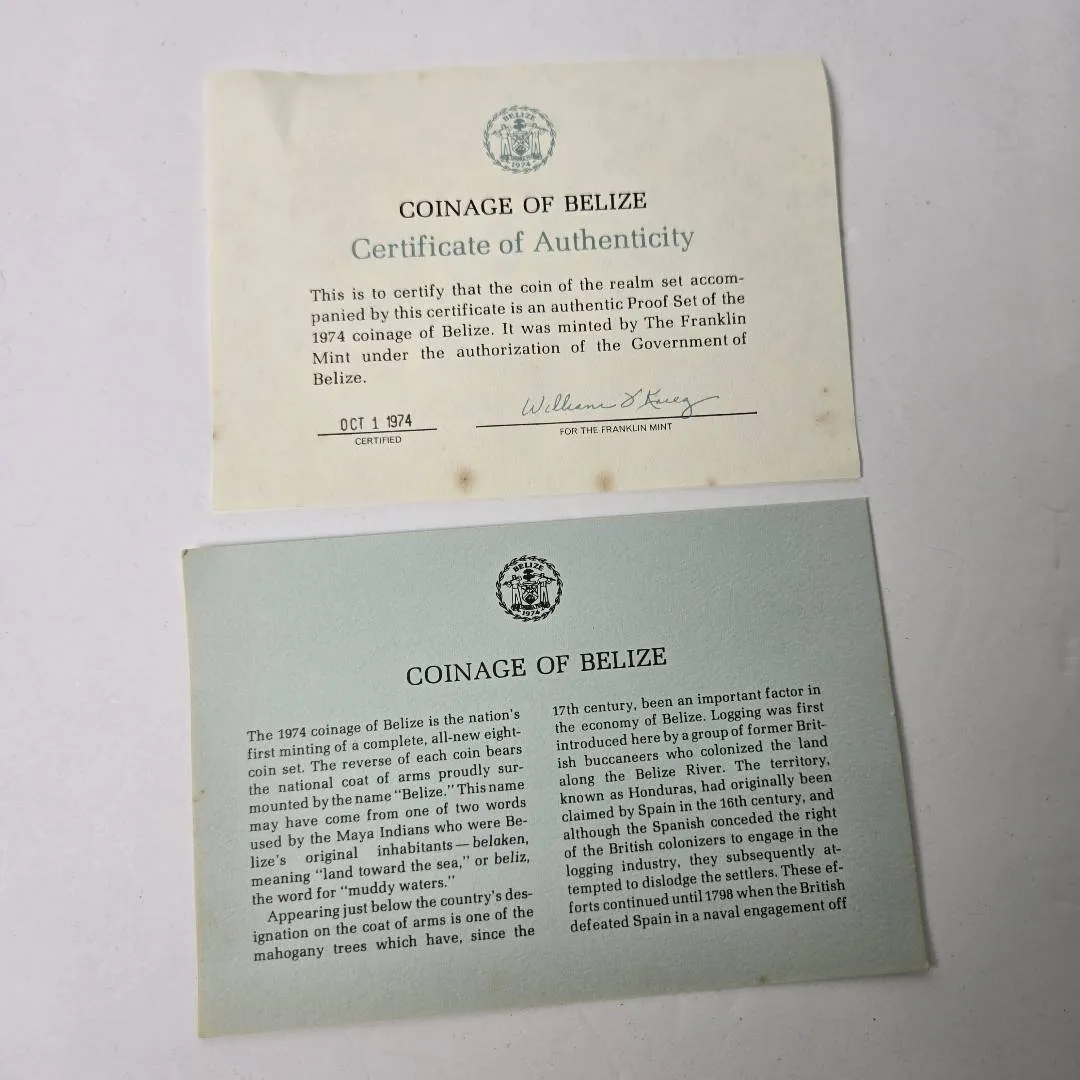 BELIZE
1974
COINAGE OF BELIZE
Certificate of Authenticity
This is to certify that the coin of the realm set accom-
panied by this certificate is an authentic Proof Set of the
1974 coinage of Belize. It was minted by The Franklin
Mint under the authorization of the Government of
Belize.
OCT 1 1974
CERTIFIED
William
FOR THE FRANKLIN MINT
BELIZE
1974
COINAGE OF BELIZE
The 1974 coinage of Belize is the nation's
first minting of a complete, all-new eight-
coin set. The reverse of each coin bears
the national coat of arms proudly sur-
mounted by the name "Belize." This name
may have come from one of two words
used by the Maya Indians who were Be-
lize's original inhabitants — belaken,
meaning "land toward the sea," or beliz,
the word for "muddy waters."
Appearing just below the country's des-
ignation on the coat of arms is one of the
mahogany trees which have, since the
17th century, been an important factor in
the economy of Belize. Logging was first
introduced here by a group of former Brit-
ish buccaneers who colonized the land
along the Belize River. The territory,
known as Honduras, had originally been
claimed by Spain in the 16th century, and
although the Spanish conceded the right
of the British colonizers to engage in the
logging industry, they subsequently at-
tempted to dislodge the settlers. These ef-
forts continued until 1798 when the British
defeated Spain in a naval engagement off